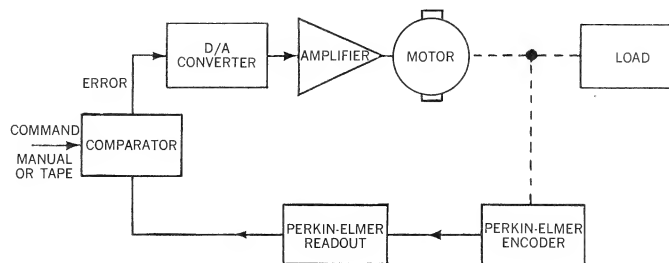 D/A
CONVERTER
AMPLIFIER
MOTOR
LOAD
ERROR
COMMAND
MANUAL
OR TAPE
COMPARATOR
PERKIN-ELMER
READOUT
PERKIN-ELMER
ENCODER